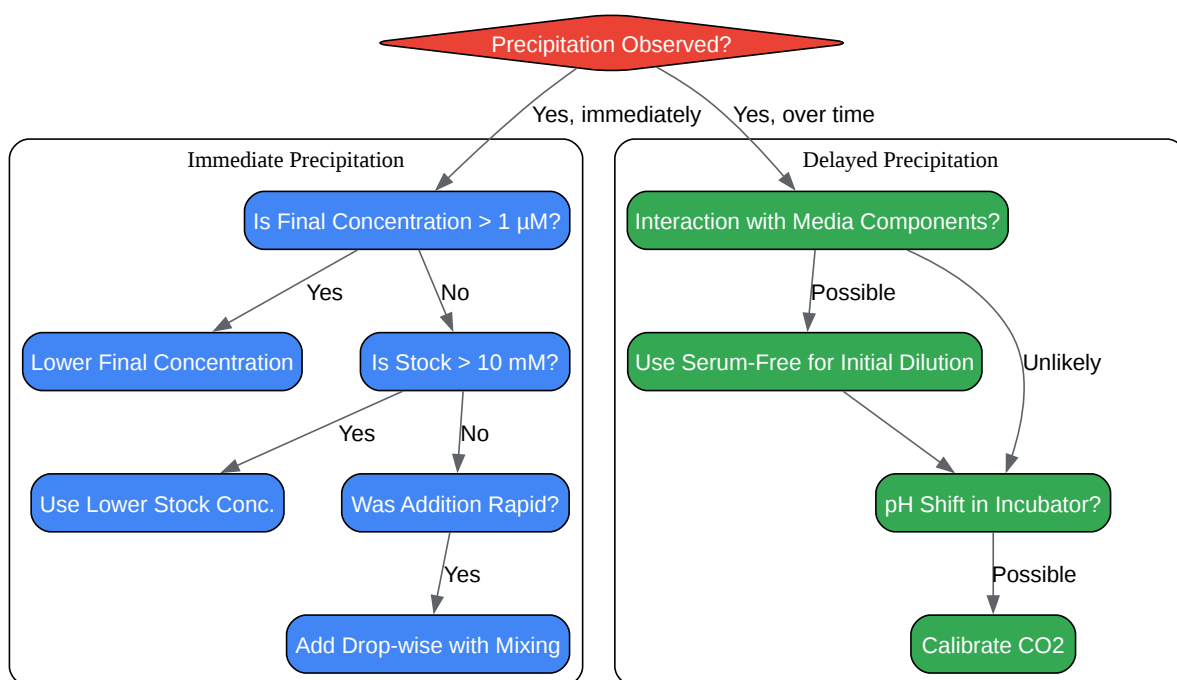 Precipitation Observed?
Yes, immediately
Yes, over time
Immediate Precipitation
Delayed Precipitation
Is Final Concentration > 1 µM?
Interaction with Media Components?
Yes
No
Possible
Lower Final Concentration
Is Stock > 10 mM?
Use Serum-Free for Initial Dilution
Unlikely
Yes
No
Use Lower Stock Conc.
Was Addition Rapid?
pH Shift in Incubator?
Yes
Possible
Add Drop-wise with Mixing
Calibrate CO2